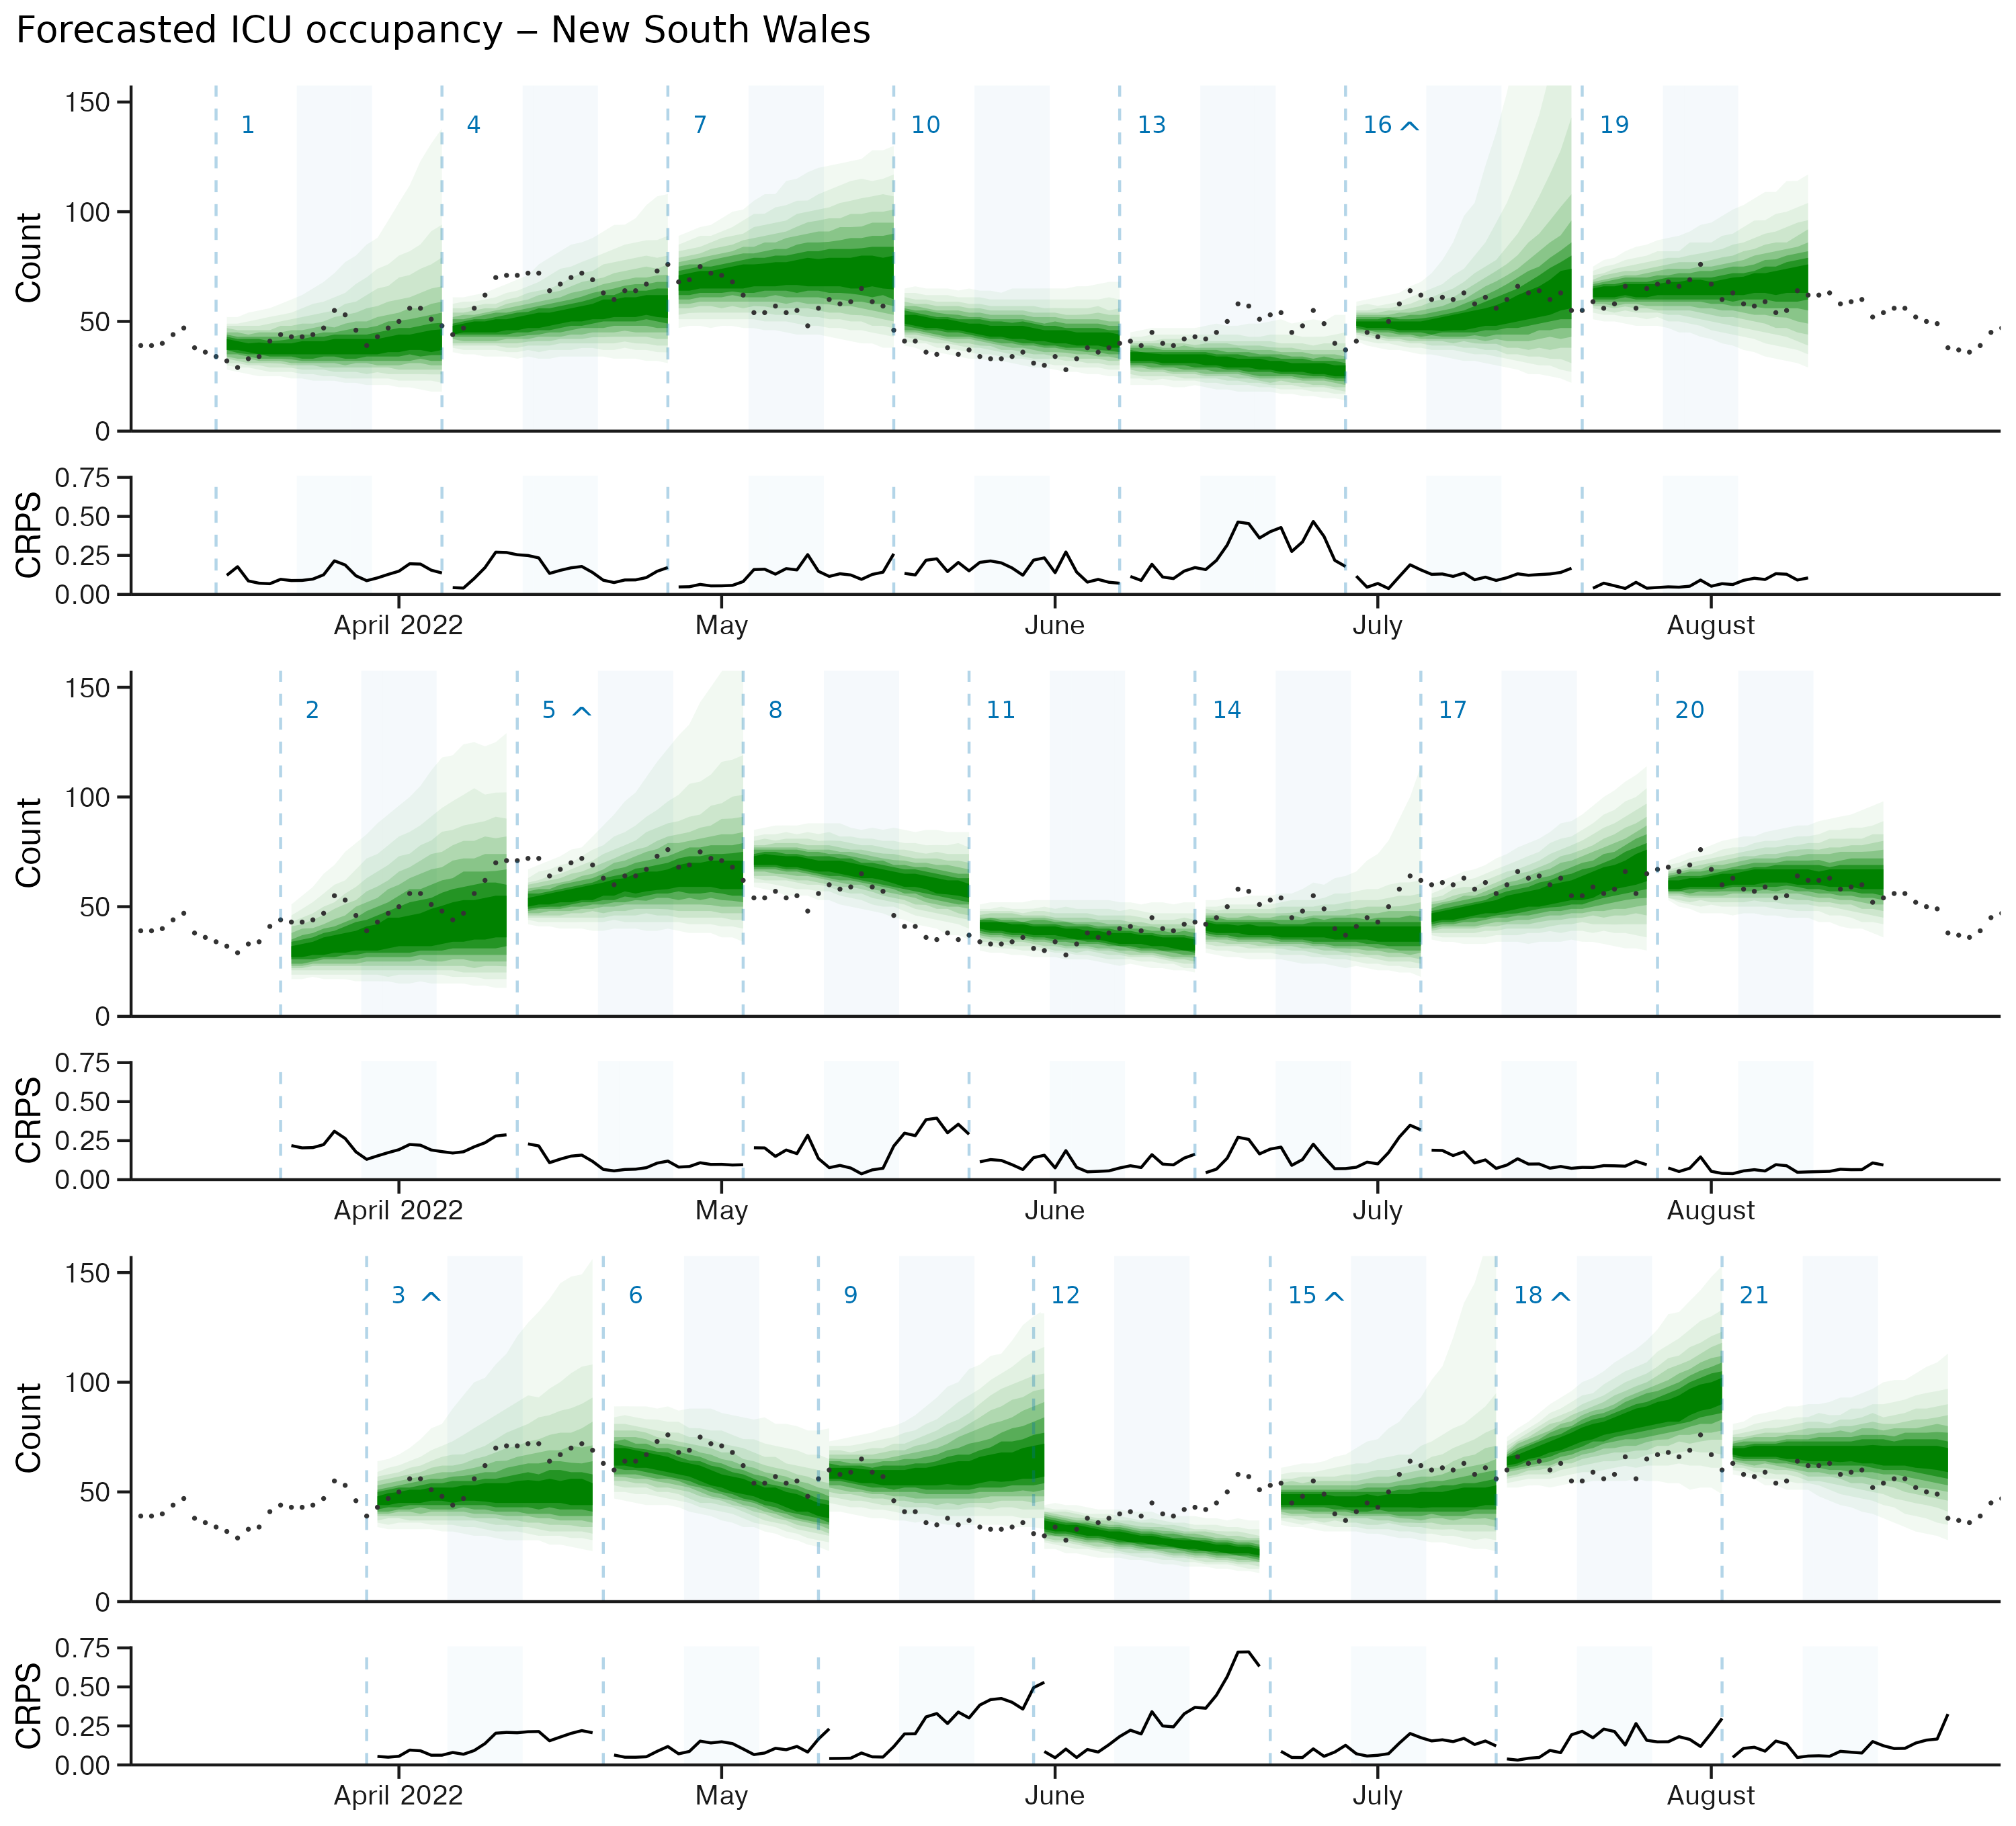 Forecasted ICU occupancy – New South Wales
150
1
4
7
10
13
16 ^
19
100
50
0
Count
0.75
0.50
0.25
0.00
CRPS
April 2022
May
June
July
August
150
2
5 ^
8
11
14
17
20
100
50
0
Count
0.75
0.50
0.25
0.00
CRPS
April 2022
May
June
July
August
150
3 ^
6
9
12
15 ^
18 ^
21
100
50
0
Count
0.75
0.50
0.25
0.00
CRPS
April 2022
May
June
July
August